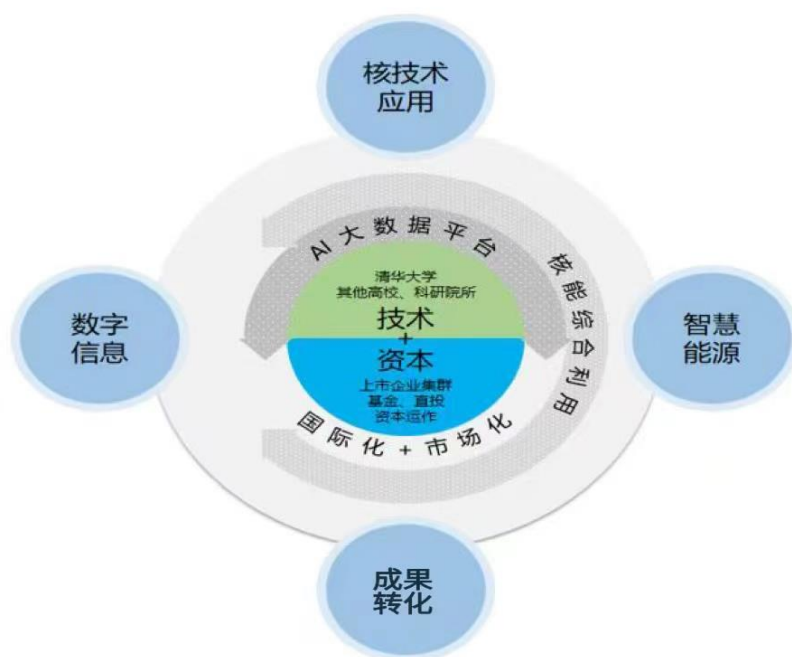 核技术
应用
AI大数据平台
核能综合利用
清华大学
其他高校、科研院所
技术
+
资本
上市企业集群
基金、直投
资本运作
国际化+市场化
数字
信息
智慧
能源
成果
转化